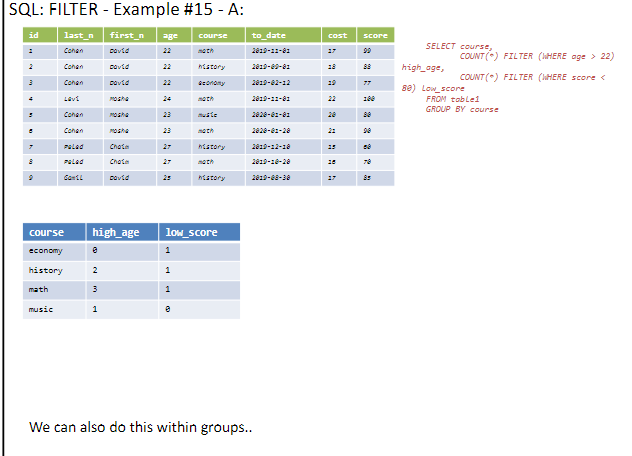 SQL: FILTER - Example #15 - A:
id last_n first_n age course to_date cost score
1 Cohen David 22 math 2019-11-01 17 99
2 Cohen David 22 history 2019-09-01 18 88
3 Cohen David 22 economy 2019-02-12 19 77
4 Levi Moshe 24 math 2019-11-01 22 100
5 Cohen Moshe 23 music 2020-01-01 20 80
6 Cohen Moshe 23 math 2020-01-20 21 90
7 Peled Chaim 27 history 2019-12-10 15 60
8 Peled Chaim 27 math 2019-10-20 16 70
9 Gamil David 25 history 2019-08-30 17 85
SELECT course,
COUNT(*) FILTER (WHERE age > 22)
high_age,
COUNT(*) FILTER (WHERE score <
80) low_score
FROM table1
GROUP BY course
course high_age low_score
economy 0 1
history 2 1
math 3 1
music 1 0
We can also do this within groups..